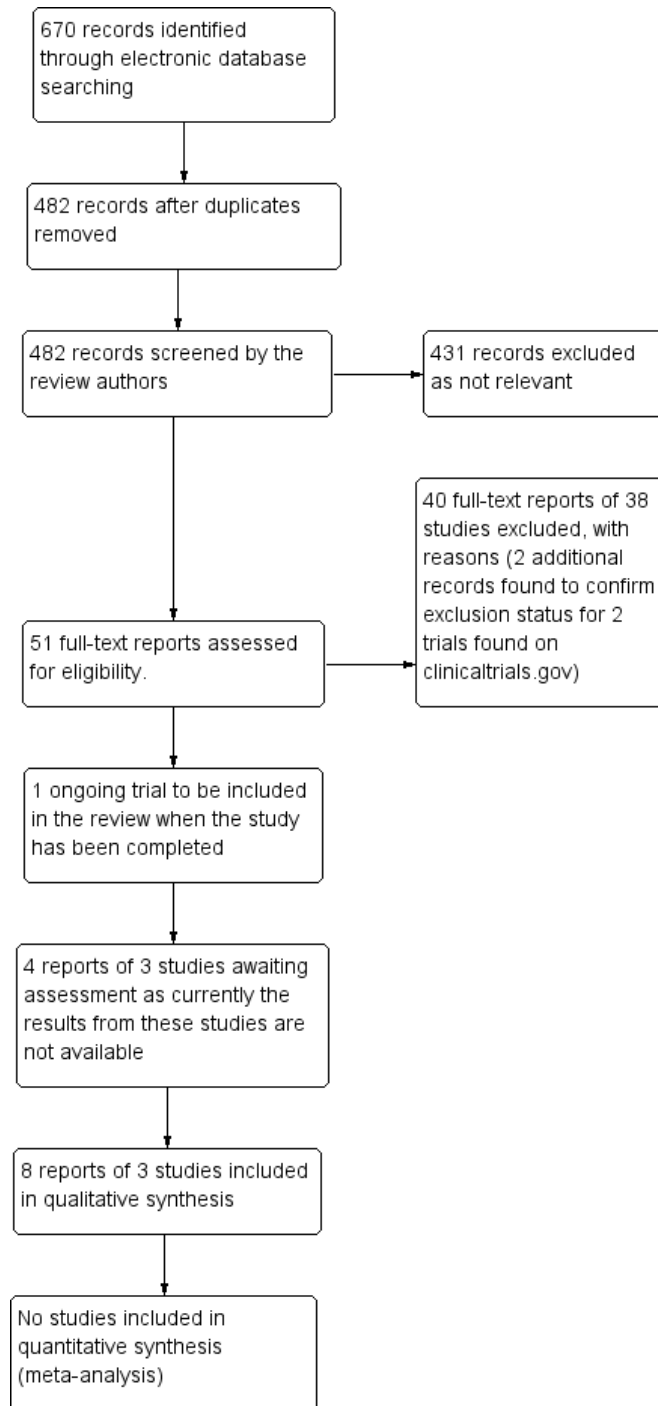 670 records identified
through electronic database
searching
482 records after duplicates
removed
482 records screened by the
review authors
431 records excluded
as not relevant
40 full-text reports of 38
studies excluded, with
reasons (2 additional
records found to confirm
exclusion status for 2
trials found on
clinicaltrials.gov)
51 full-text reports assessed
for eligibility.
1 ongoing trial to be included
in the review when the study
has been completed
4 reports of 3 studies awaiting
assessment as currently the
results from these studies are
not available
8 reports of 3 studies included
in qualitative synthesis
No studies included in
quantitative synthesis
(meta-analysis)